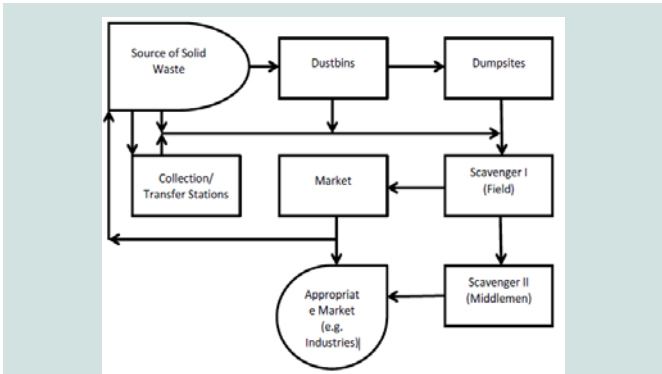 Source of Solid
Waste
Dustbins
Dumpsites
Collection/
Transfer Stations
Market
Scavenger I
(Field)
Appropriat
e Market
(e.g.
Industries)
Scavenger II
(Middlemen)